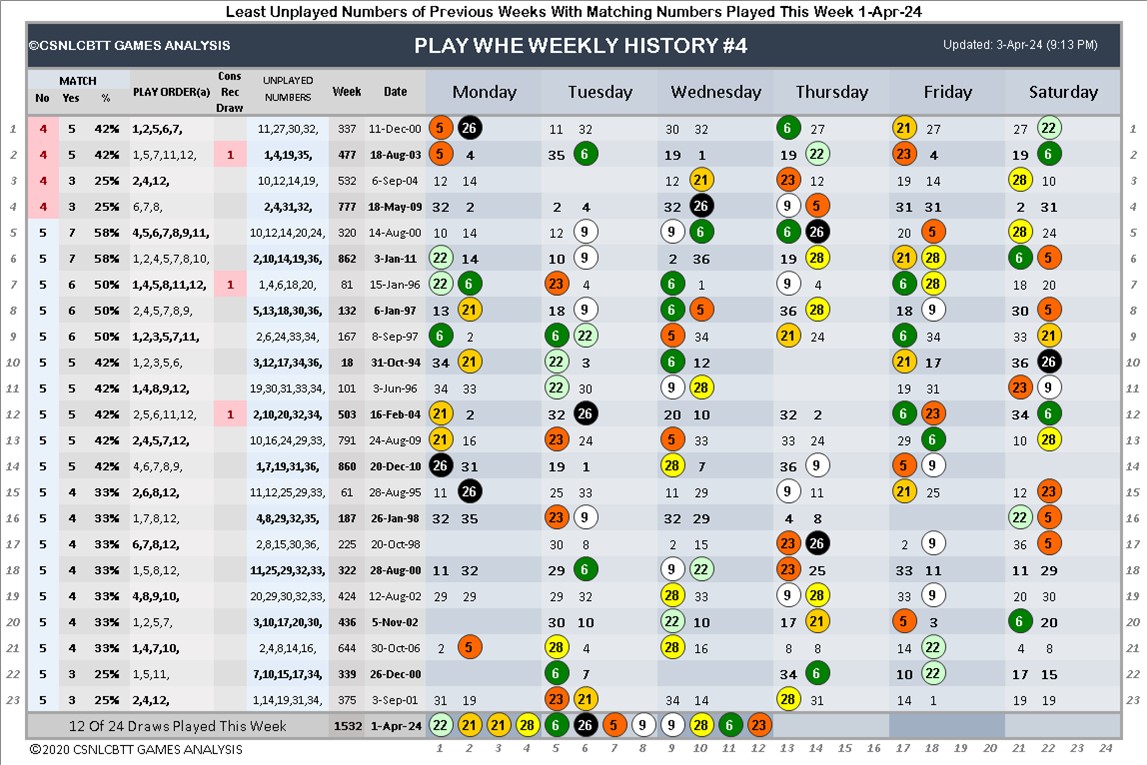 Least Unplayed Numbers of Previous Weeks With Matching Numbers Played This Week 1-Apr-24
©CSNLCBTT GAMES ANALYSIS PLAY WHE WEEKLY HISTORY #4 Updated: 3-Apr-24 (9:13 PM)
MATCH No Yes % PLAY ORDER(a) Cons Rec Draw UNPLAYED NUMBERS Week Date Monday Tuesday Wednesday Thursday Friday Saturday
1 4 5 42% 1,2,5,6,7, 11,27,30,32, 337 11-Dec-00 5 26 11 32 30 32 6 27 21 27 27 22 1
2 4 5 42% 1,5,7,11,12, 1 1,4,19,35, 477 18-Aug-03 5 4 35 6 19 1 19 22 23 4 19 6 2
3 4 3 25% 2,4,12, 10,12,14,19, 532 6-Sep-04 12 14 12 21 23 12 19 14 28 10 3
4 4 3 25% 6,7,8, 2,4,31,32, 777 18-May-09 32 2 2 4 32 26 9 5 31 31 2 31 4
5 5 7 58% 4,5,6,7,8,9,11, 10,12,14,20,24, 320 14-Aug-00 10 14 12 9 9 6 6 26 20 5 28 24 5
6 5 7 58% 1,2,4,5,7,8,10, 2,10,14,19,36, 862 3-Jan-11 22 14 10 9 2 36 19 28 21 28 6 5 6
7 5 6 50% 1,4,5,8,11,12, 1 1,4,6,18,20, 81 15-Jan-96 22 6 23 4 6 1 9 4 6 28 18 20 7
8 5 6 50% 2,4,5,7,8,9, 5,13,18,30,36, 132 6-Jan-97 13 21 18 9 6 5 36 28 18 9 30 5 8
9 5 6 50% 1,2,3,5,7,11, 2,6,24,33,34, 167 8-Sep-97 6 2 6 22 5 34 21 24 6 34 33 21 9
10 5 5 42% 1,2,3,5,6, 3,12,17,34,36, 18 31-Oct-94 34 21 22 3 6 12 21 17 36 26 10
11 5 5 42% 1,4,8,9,12, 19,30,31,33,34, 101 3-Jun-96 34 33 22 30 9 28 19 31 23 9 11
12 5 5 42% 2,5,6,11,12, 1 2,10,20,32,34, 503 16-Feb-04 21 2 32 26 20 10 32 2 6 23 34 6 12
13 5 5 42% 2,4,5,7,12, 10,16,24,29,33, 791 24-Aug-09 21 16 23 24 5 33 33 24 29 6 10 28 13
14 5 5 42% 4,6,7,8,9, 1,7,19,31,36, 860 20-Dec-10 26 31 19 1 28 7 36 9 5 9 14
15 5 4 33% 2,6,8,12, 11,12,25,29,33, 61 28-Aug-95 11 26 25 33 11 29 9 11 21 25 12 23 15
16 5 4 33% 1,7,8,12, 4,8,29,32,35, 187 26-Jan-98 32 35 23 9 32 29 4 8 22 5 16
17 5 4 33% 6,7,8,12, 2,8,15,30,36, 225 20-Oct-98 30 8 2 15 23 26 2 9 36 5 17
18 5 4 33% 1,5,8,12, 11,25,29,32,33, 322 28-Aug-00 11 32 29 6 9 22 23 25 33 11 11 29 18
19 5 4 33% 4,8,9,10, 20,29,30,32,33, 424 12-Aug-02 29 29 29 32 28 33 9 28 33 9 20 30 19
20 5 4 33% 1,2,5,7, 3,10,17,20,30, 436 5-Nov-02 30 10 22 10 17 21 5 3 6 20 20
21 5 4 33% 1,4,7,10, 2,4,8,14,16, 644 30-Oct-06 2 5 28 4 28 16 8 8 14 22 4 8 21
22 5 3 25% 1,5,11, 7,10,15,17,34, 339 26-Dec-00 6 7 34 6 10 22 17 15 22
23 5 3 25% 2,4,12, 1,14,19,31,34, 375 3-Sep-01 31 19 23 21 34 14 28 31 14 1 19 19 23
12 Of 24 Draws Played This Week 1532 1-Apr-24 22 21 21 28 6 26 5 9 9 28 6 23
©2020 CSNLCBTT GAMES ANALYSIS 1 2 3 4 5 6 7 8 9 10 11 12 13 14 15 16 17 18 19 20 21 22 23 24